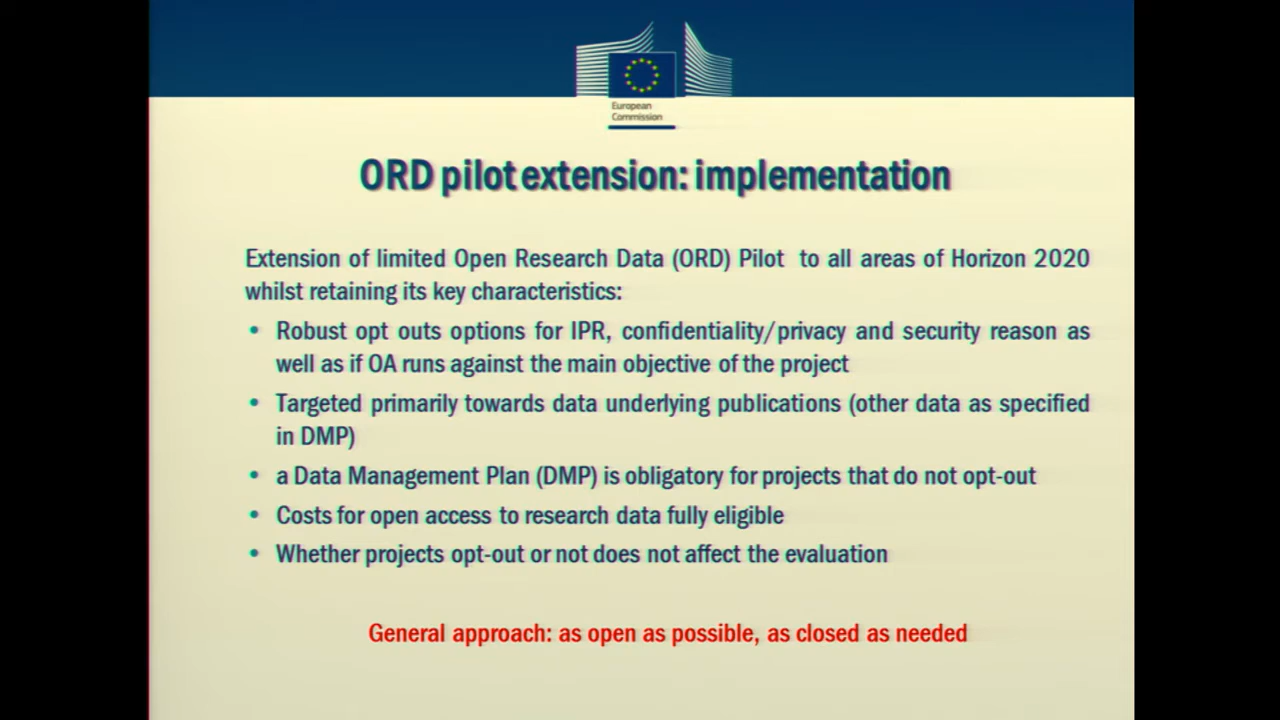 European
Commission
ORD pilot extension: implementation
Extension of limited Open Research Data (ORD) Pilot to all areas of Horizon 2020
whilst retaining its key characteristics:
• Robust opt outs options for IPR, confidentiality/privacy and security reason as
well as if OA runs against the main objective of the project
• Targeted primarily towards data underlying publications (other data as specified
in DMP)
• a Data Management Plan (DMP) is obligatory for projects that do not opt-out
• Costs for open access to research data fully eligible
• Whether projects opt-out or not does not affect the evaluation
General approach: as open as possible, as closed as needed